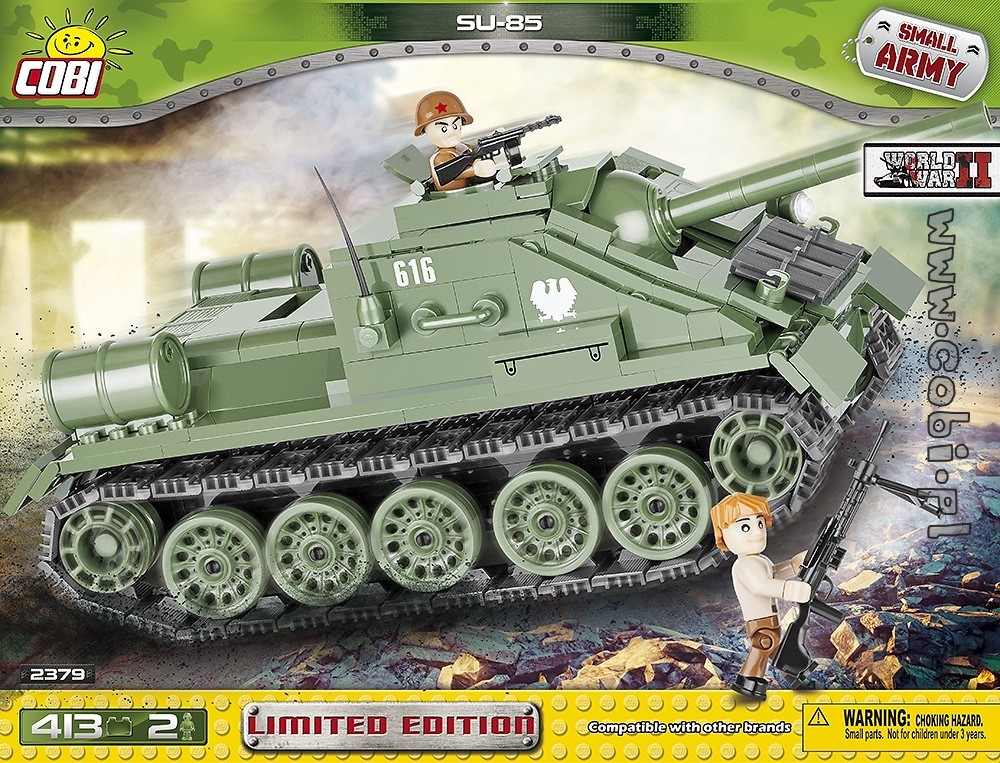 SU-85
COBI
SMALL
ARMY
WORLD
WAR II
616
www.cobi.pl
2379
413 2
LIMITED EDITION
Compatible with other brands
WARNING: CHOKING HAZARD.
Small parts. Not for children under 3 years.